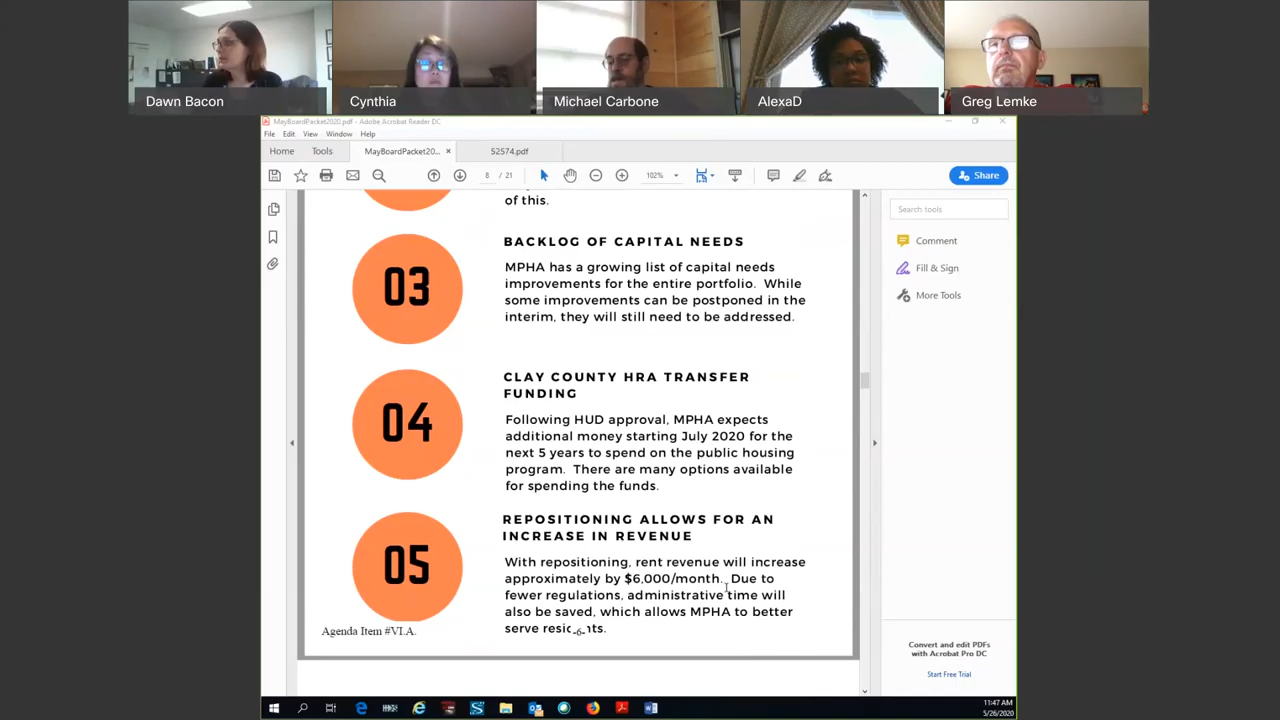 Dawn Bacon
Cynthia
Michael Carbone
AlexaD
Greg Lemke
MayBoardPacket2020.pdf - Adobe Acrobat Reader DC
File Edit View Window Help
Home Tools MayBoardPacket20... × 52574.pdf
8 / 21 102% Share
of this.
03
BACKLOG OF CAPITAL NEEDS
MPHA has a growing list of capital needs
improvements for the entire portfolio. While
some improvements can be postponed in the
interim, they will still need to be addressed.
04
CLAY COUNTY HRA TRANSFER
FUNDING
Following HUD approval, MPHA expects
additional money starting July 2020 for the
next 5 years to spend on the public housing
program. There are many options available
for spending the funds.
05
REPOSITIONING ALLOWS FOR AN
INCREASE IN REVENUE
With repositioning, rent revenue will increase
approximately by $6,000/month. Due to
fewer regulations, administrative time will
also be saved, which allows MPHA to better
serve
Agenda Item #VI.A.
-6-
Search tools
Comment
Fill & Sign
More Tools
Convert and edit PDFs
with Acrobat Pro DC
Start Free Trial
11:47 AM
5/26/2020